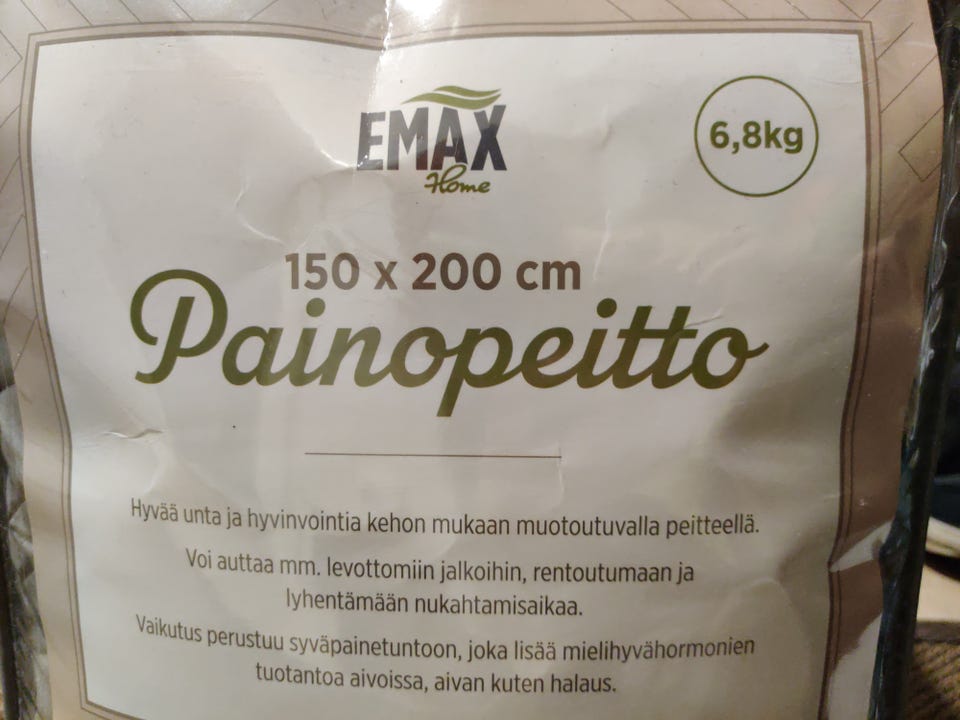 EMAX
Home
6,8kg
150 x 200 cm
Painopeitto
Hyvää unta ja hyvinvointia kehon mukaan muotoutuvalla peitteellä.
Voi auttaa mm. levottomiin jalkoihin, rentoutumaan ja
lyhentämään nukahtamisaikaa.
Vaikutus perustuu syväpainetuntoon, joka lisää mielihyvähormonien
tuotantoa aivoissa, aivan kuten halaus.